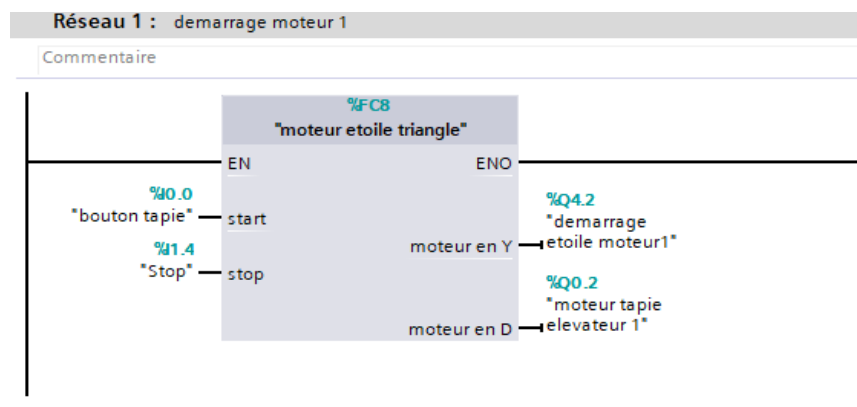 Réseau 1 : demarrage moteur 1
Commentaire
%FC8
"moteur etoile triangle"
EN ENO
%I0.0
"bouton tapie" start
%I1.4
"Stop" stop
%Q4.2
"demarrage
moteur en Y etoile moteur1"
%Q0.2
"moteur tapie
moteur en D elevateur 1"